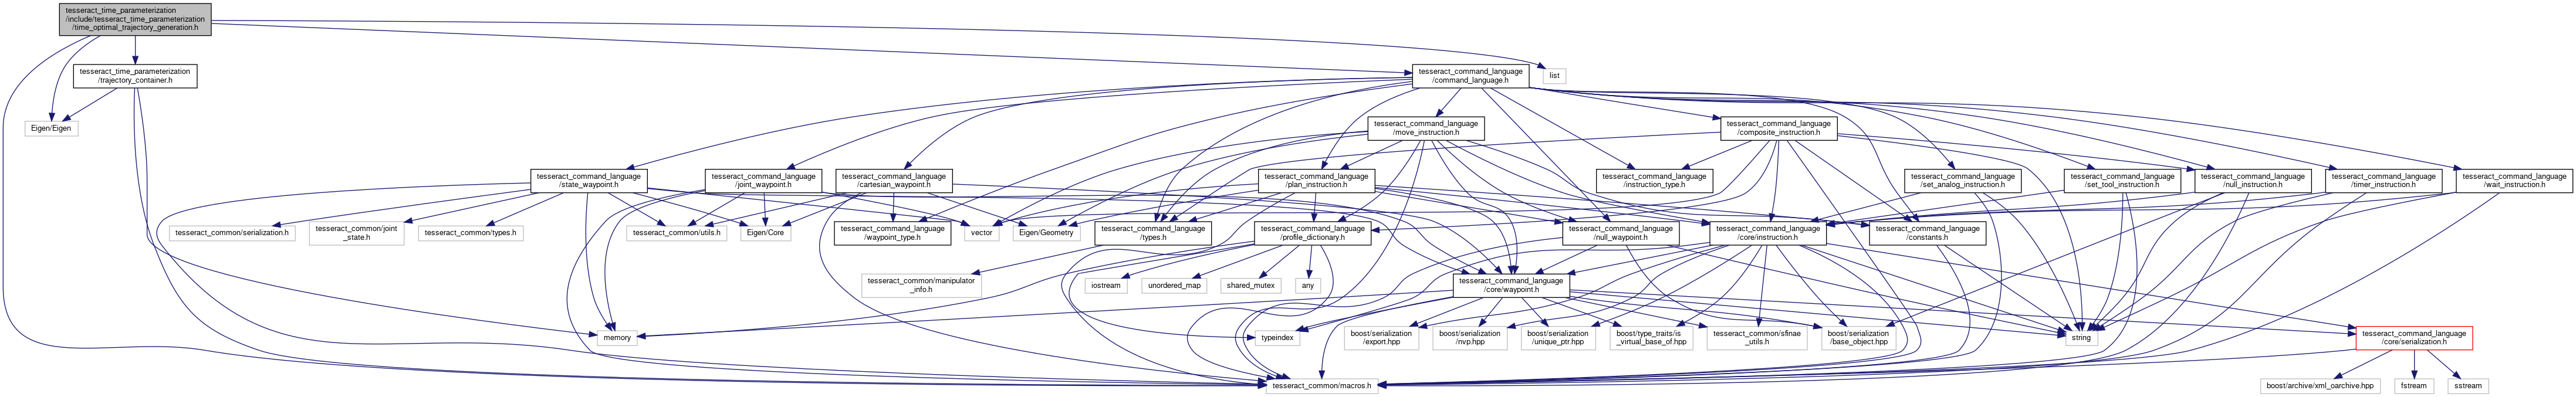 tesseract_time_parameterization
/include/tesseract_time_parameterization
/time_optimal_trajectory_generation.h
tesseract_time_parameterization
/trajectory_container.h
tesseract_command_language
/command_language.h
list
Eigen/Eigen
tesseract_command_language
/move_instruction.h
tesseract_command_language
/composite_instruction.h
tesseract_command_language
/state_waypoint.h
tesseract_command_language
/joint_waypoint.h
tesseract_command_language
/cartesian_waypoint.h
tesseract_command_language
/plan_instruction.h
tesseract_command_language
/instruction_type.h
tesseract_command_language
/set_analog_instruction.h
tesseract_command_language
/set_tool_instruction.h
tesseract_command_language
/null_instruction.h
tesseract_command_language
/timer_instruction.h
tesseract_command_language
/wait_instruction.h
tesseract_common/serialization.h
tesseract_common/joint
_state.h
tesseract_common/types.h
tesseract_common/utils.h
Eigen/Core
tesseract_command_language
/waypoint_type.h
vector
Eigen/Geometry
tesseract_command_language
/types.h
tesseract_command_language
/profile_dictionary.h
tesseract_command_language
/null_waypoint.h
tesseract_command_language
/core/instruction.h
tesseract_command_language
/constants.h
tesseract_common/manipulator
_info.h
iostream
unordered_map
shared_mutex
any
tesseract_command_language
/core/waypoint.h
memory
typeindex
boost/serialization
/export.hpp
boost/serialization
/nvp.hpp
boost/serialization
/unique_ptr.hpp
boost/type_traits/is
_virtual_base_of.hpp
tesseract_common/sfinae
_utils.h
boost/serialization
/base_object.hpp
string
tesseract_command_language
/core/serialization.h
tesseract_common/macros.h
boost/archive/xml_oarchive.hpp
fstream
sstream